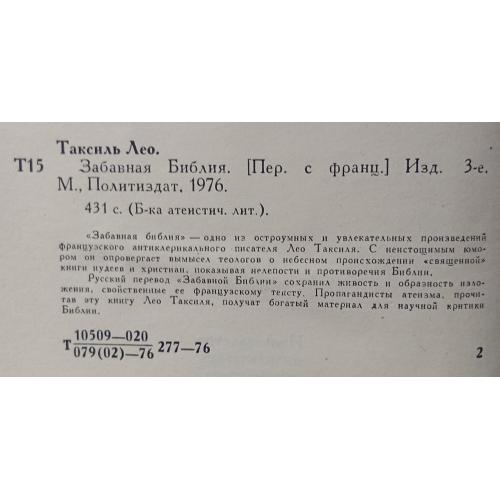 Таксиль Лео.
Т15 Забавная Библия. [Пер. с франц.] Изд. 3-е.
М., Политиздат, 1976.
431 с. (Б-ка атеистич. лит.).
«Забавная библия» — одно из остроумных и увлекательных произведений
французского антиклерикального писателя Лео Таксиля. С неистощимым юмо-
ром он опровергает вымысел теологов о небесном происхождении «священной»
книги иудеев и христиан, показывая нелепости и противоречия Библии.
Русский перевод «Забавной Библии» сохранил живость и образность изло-
жения, свойственные ее французскому тексту. Пропагандисты атеизма, прочи-
тав эту книгу Лео Таксиля, получат богатый материал для научной критики
Библии.
10509—020
Т 277—76
079(02)—76
2